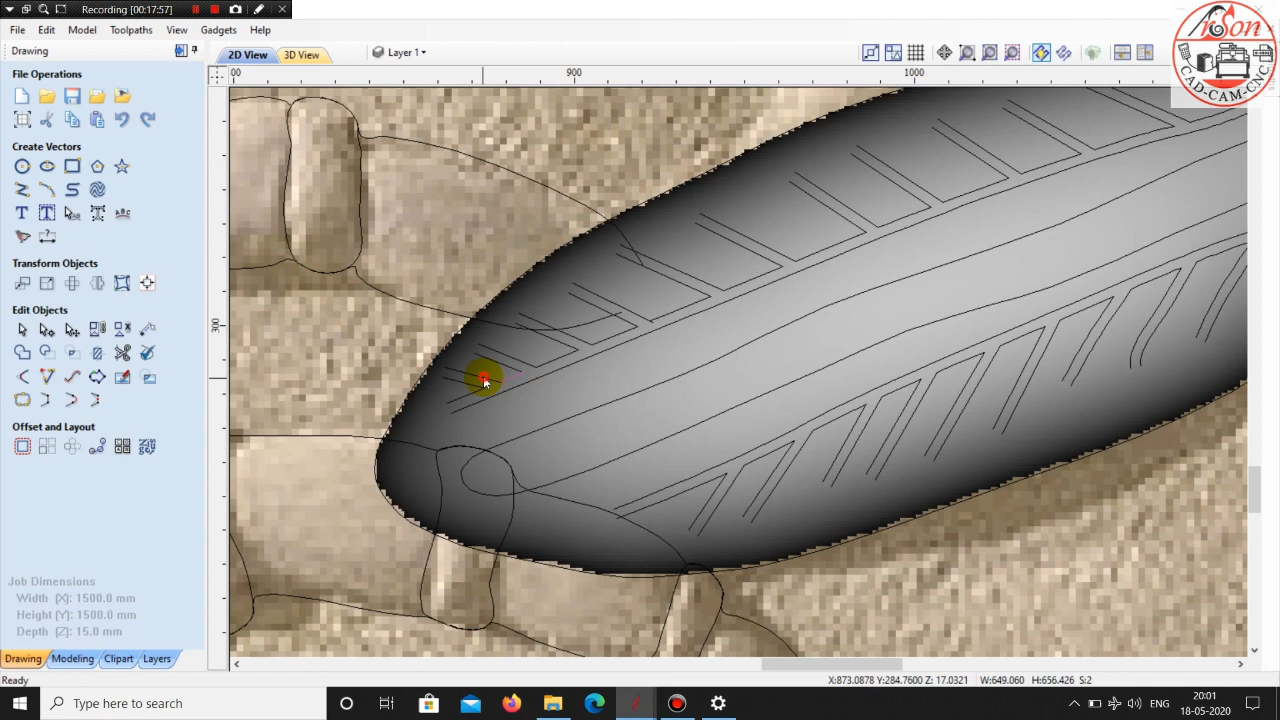 Recording [00:17:57]
File Edit Model Toolpaths View Gadgets Help
Drawing
2D View 3D View Layer 1
File Operations
00 900 1000
Create Vectors
Transform Objects
Edit Objects
300
Offset and Layout
Job Dimensions
Width (X): 1500.0 mm
Height (Y): 1500.0 mm
Depth (Z): 15.0 mm
Drawing Modeling Clipart Layers
Ready X:873.0878 Y:284.7600 Z: 17.0321 W:649.060 H:656.426 S:2
Type here to search
ENG
20:01
18-05-2020
CAD-CAM-CNC